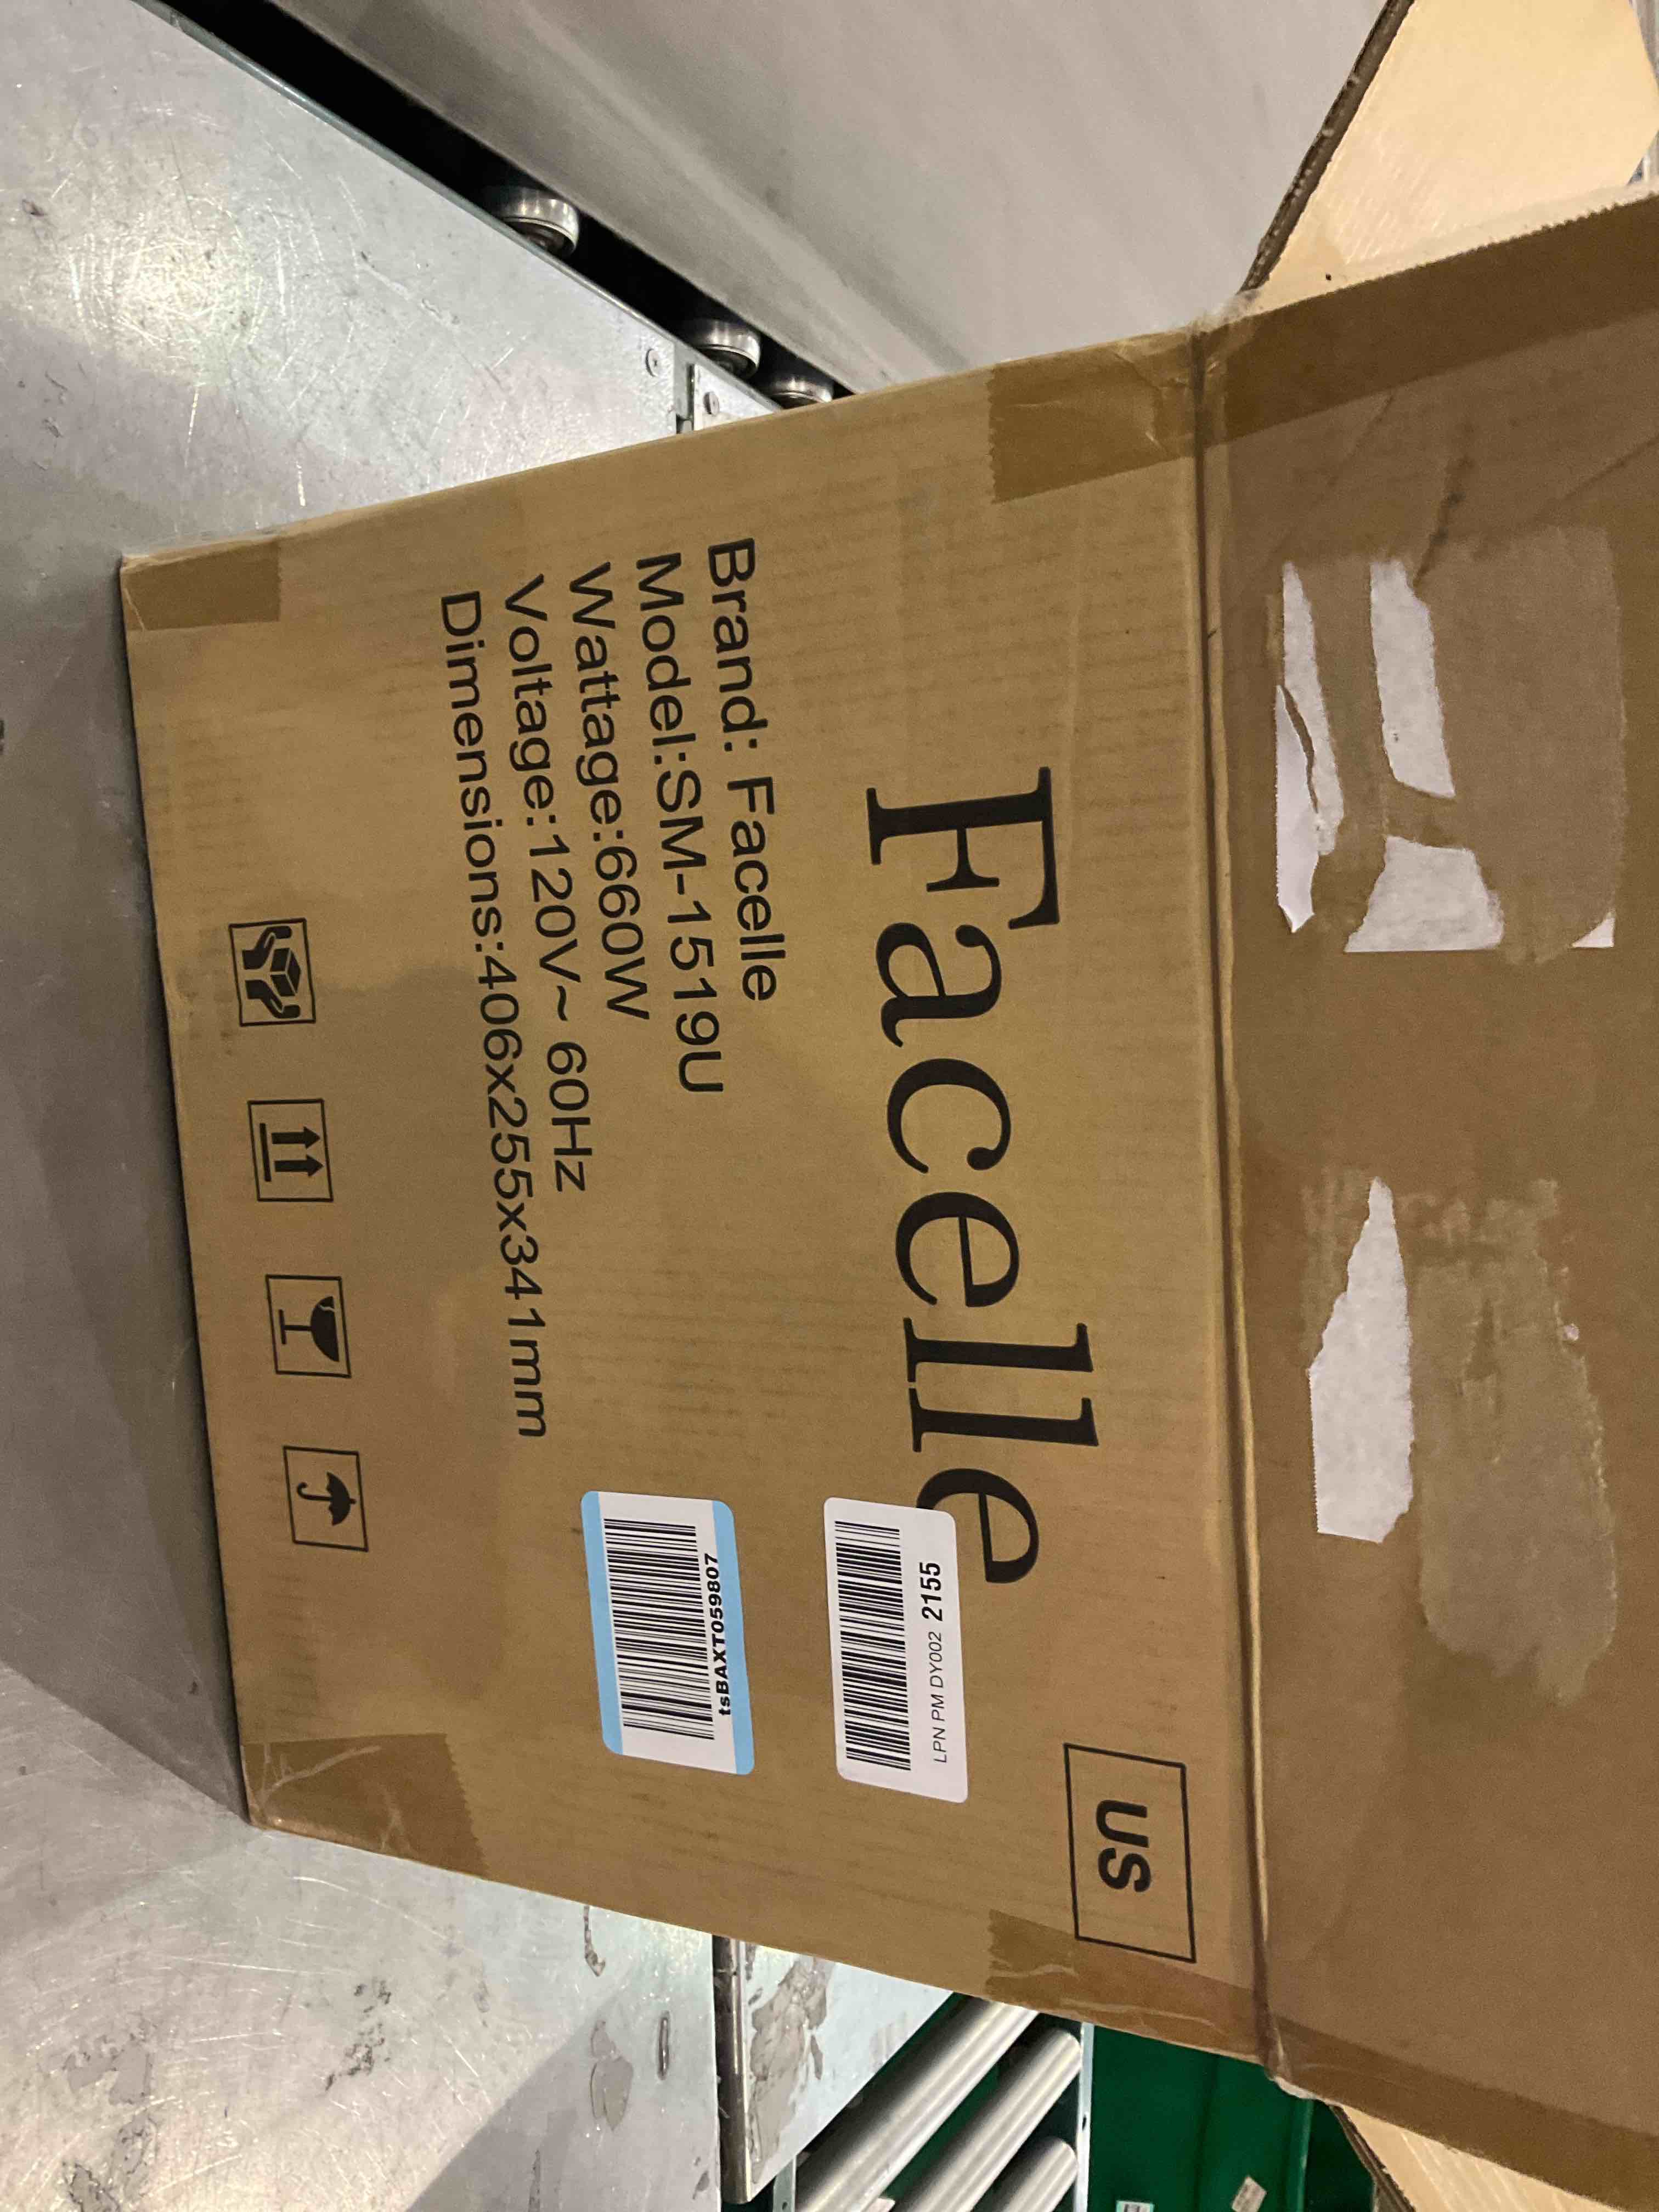 US
Facelle
LPN PM DY002 2155
Brand: Facelle
Model:SM-1519U
Wattage:660W
Voltage:120V~ 60Hz
Dimensions:406x255x341mm
tsBAXT059807